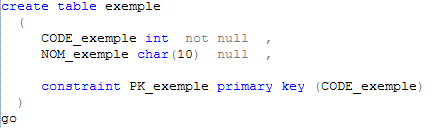 create table exemple
(
CODE_exemple int not null ,
NOM_exemple char(10) null ,
constraint PK_exemple primary key (CODE_exemple)
)
go